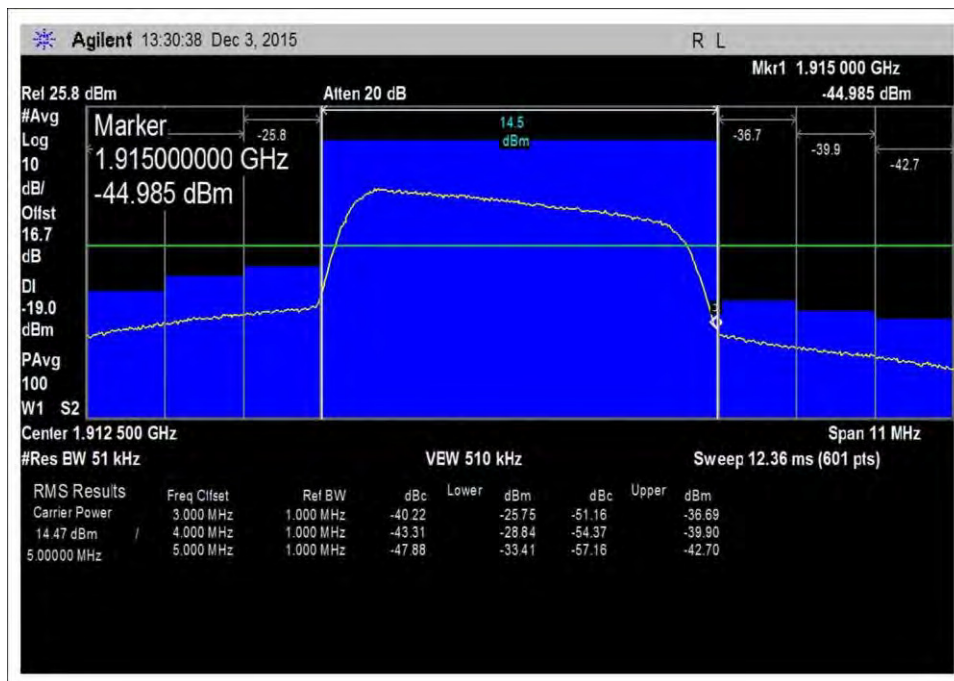 Agilent 13:30:38 Dec 3, 2015 R L
Mkr1 1.915 000 GHz
Rel 25.8 dBm Atten 20 dB -44.985 dBm
#Avg
Log
10
dB/
Offst
16.7
dB
DI
-19.0
dBm
PAvg
100
W1 S2
Marker
1.915000000 GHz
-44.985 dBm
-25.8
14.5
dBm
-36.7
-39.9
-42.7
Center 1.912 500 GHz Span 11 MHz
#Res BW 51 kHz VBW 510 kHz Sweep 12.36 ms (601 pts)
RMS Results Freq Offset Ref BW dBc Lower dBm dBc Upper dBm
Carrier Power 3.000 MHz 1.000 MHz -40.22 -25.75 -51.16 -36.69
14.47 dBm / 4.000 MHz 1.000 MHz -43.31 -28.84 -54.37 -39.90
5.00000 MHz 5.000 MHz 1.000 MHz -47.88 -33.41 -57.16 -42.70